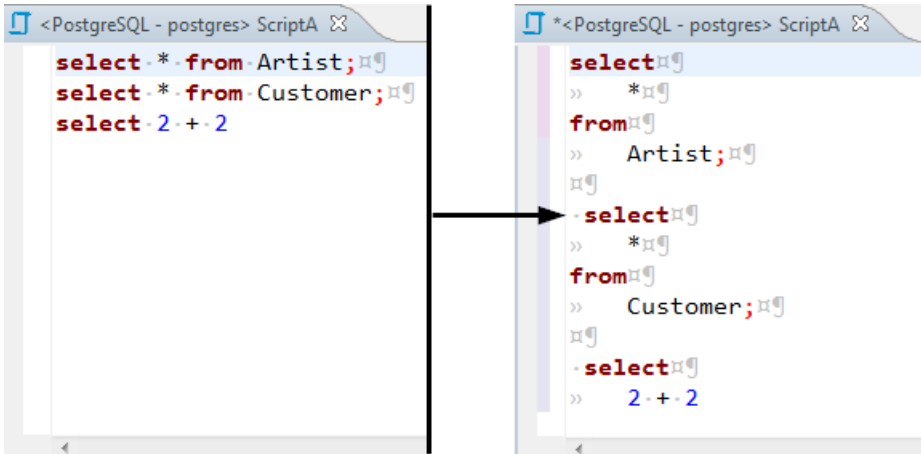 <PostgreSQL - postgres> ScriptA
select·*·from·Artist;¤¶
select·*·from·Customer;¤¶
select·2·+·2
*<PostgreSQL - postgres> ScriptA
select¤¶
» *¤¶
from¤¶
» Artist;¤¶
¤¶
·select¤¶
» *¤¶
from¤¶
» Customer;¤¶
¤¶
·select¤¶
» 2·+·2